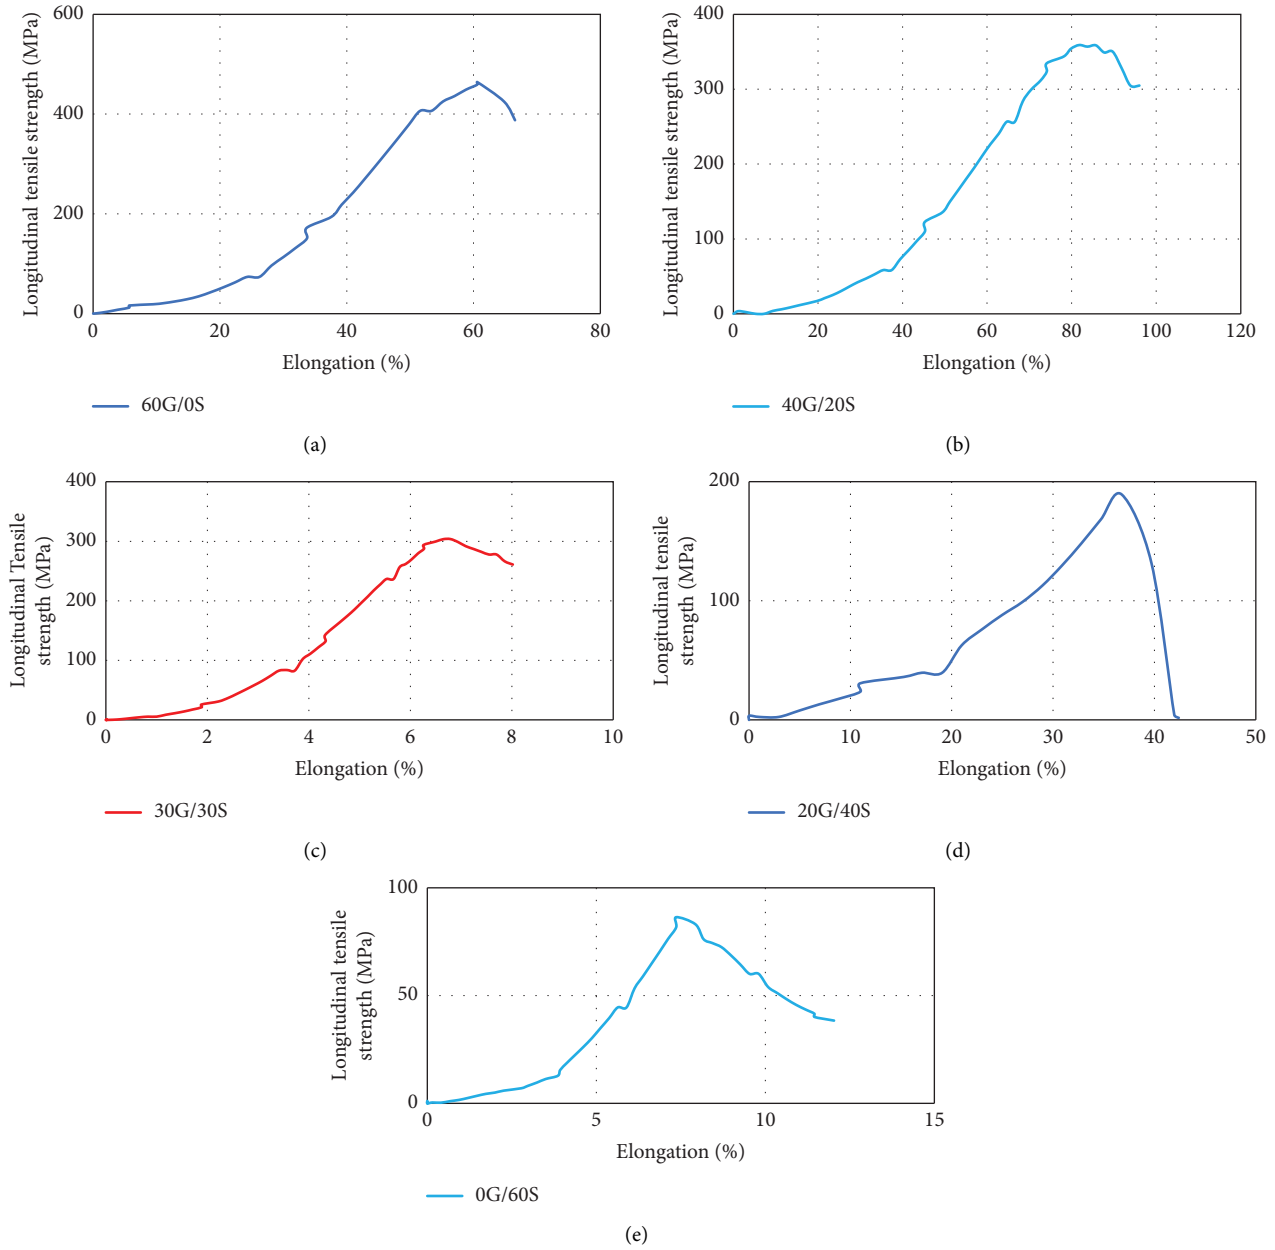 Longitudinal tensile strength (MPa)
600
400
200
0
0 20 40 60 80
Elongation (%)
60G/0S
(a)
Longitudinal tensile strength (MPa)
400
300
200
100
0
0 20 40 60 80 100 120
Elongation (%)
40G/20S
(b)
Longitudinal Tensile
strength (MPa)
400
300
200
100
0
0 2 4 6 8 10
Elongation (%)
30G/30S
(c)
Longitudinal tensile
strength (MPa)
200
100
0
0 10 20 30 40 50
Elongation (%)
20G/40S
(d)
Longitudinal tensile
strength (MPa)
100
50
0
0 5 10 15
Elongation (%)
0G/60S
(e)